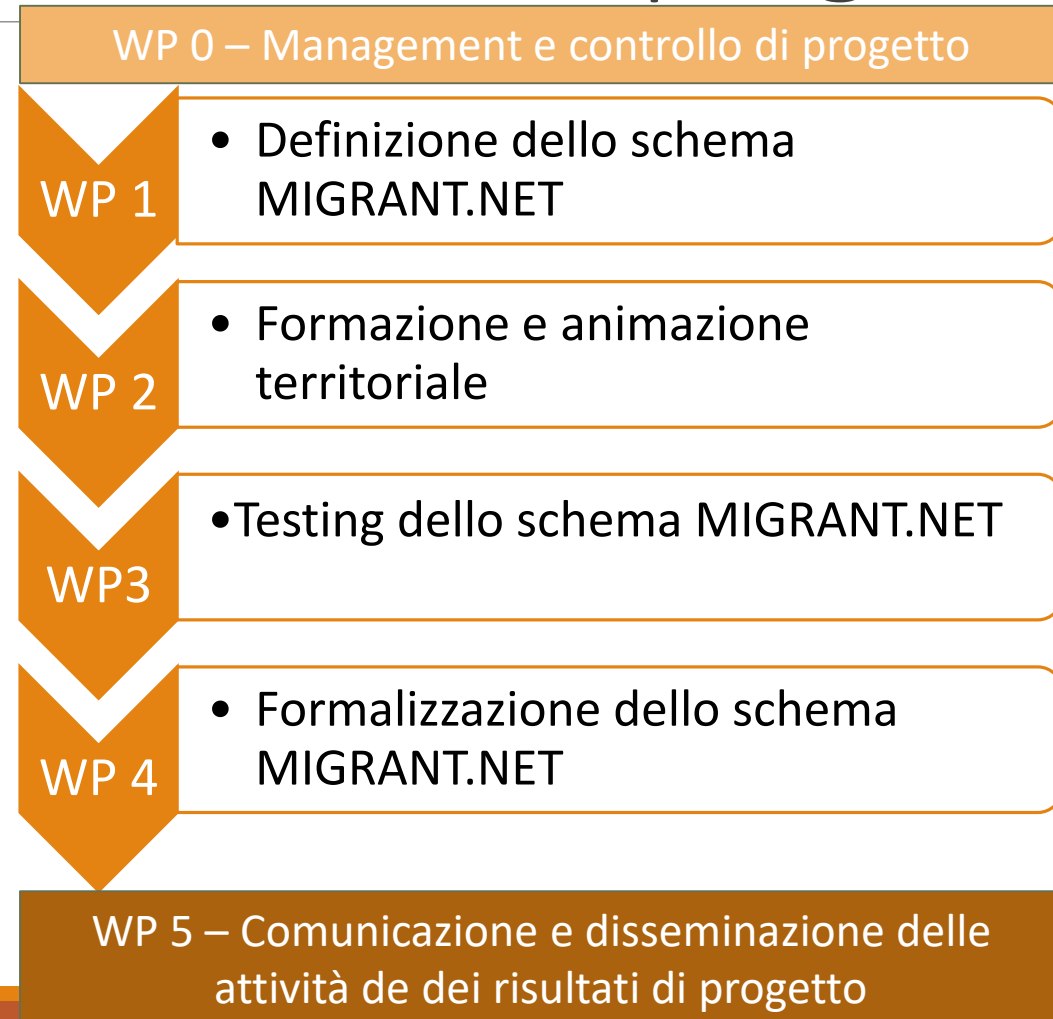 WP 0 – Management e controllo di progetto
WP 1
• Definizione dello schema
MIGRANT.NET
WP 2
• Formazione e animazione
territoriale
WP3
•Testing dello schema MIGRANT.NET
WP 4
• Formalizzazione dello schema
MIGRANT.NET
WP 5 – Comunicazione e disseminazione delle
attività de dei risultati di progetto